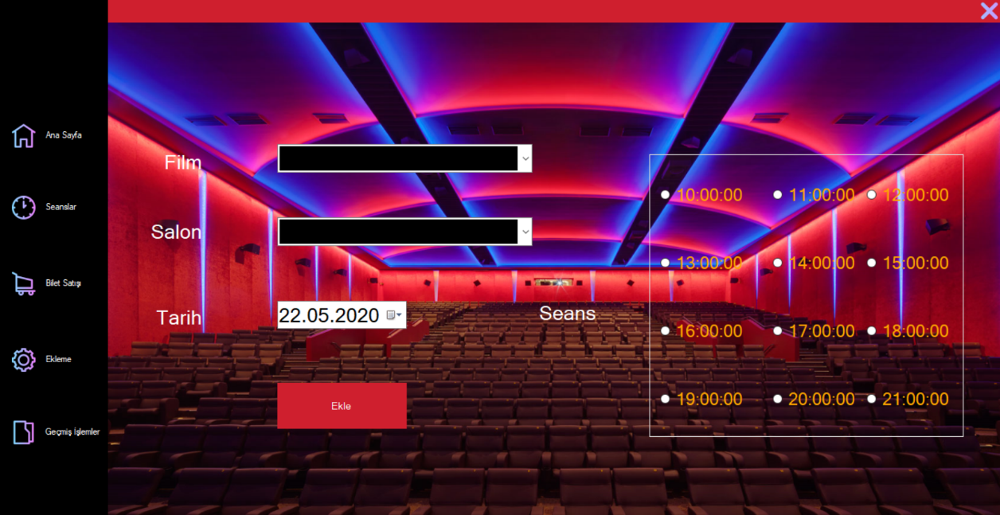 Ana Sayfa
Seanslar
Bilet Satışı
Ekleme
Geçmiş İşlemler
Film
Salon
Tarih
22.05.2020
Ekle
Seans
10:00:00 11:00:00 12:00:00
13:00:00 14:00:00 15:00:00
16:00:00 17:00:00 18:00:00
19:00:00 20:00:00 21:00:00